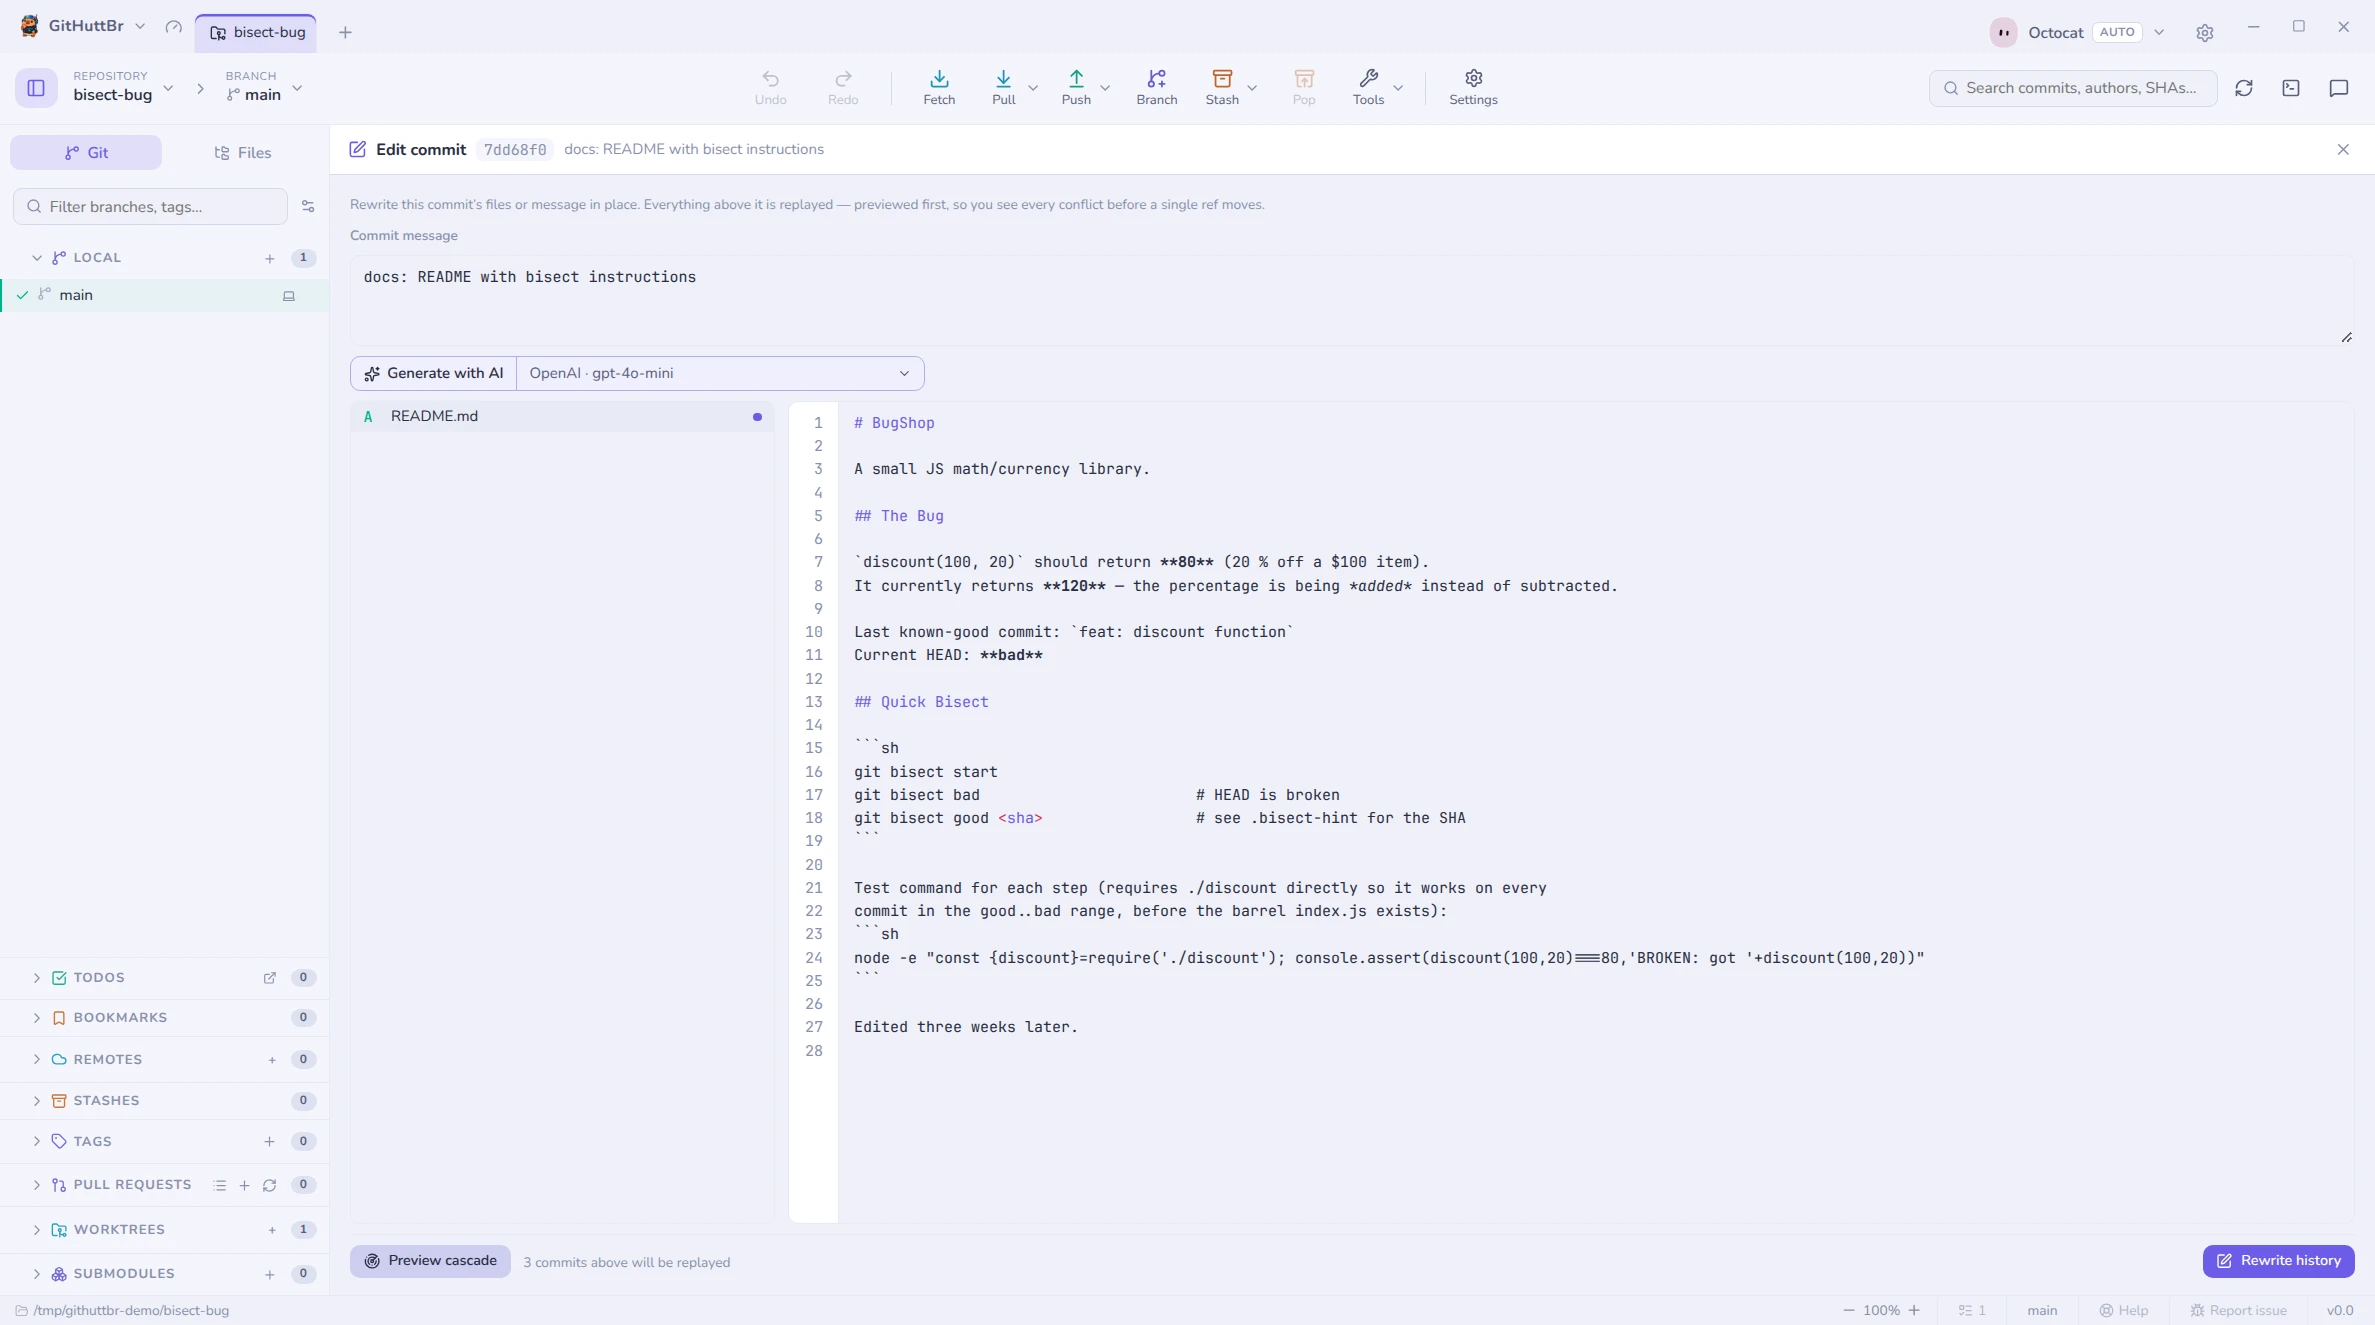 GitHuttBr
bisect-bug
Octocat AUTO
REPOSITORY
bisect-bug
BRANCH
main
Undo
Redo
Fetch
Pull
Push
Branch
Stash
Pop
Tools
Settings
Search commits, authors, SHAs...
Git
Files
Filter branches, tags...
LOCAL 1
main
TODOS 0
BOOKMARKS 0
REMOTES 0
STASHES 0
TAGS 0
PULL REQUESTS 0
WORKTREES 1
SUBMODULES 0
Edit commit 7dd68f0 docs: README with bisect instructions
Rewrite this commit's files or message in place. Everything above it is replayed — previewed first, so you see every conflict before a single ref moves.
Commit message
docs: README with bisect instructions
Generate with AI OpenAI · gpt-4o-mini
A README.md
1 # BugShop
2
3 A small JS math/currency library.
4
5 ## The Bug
6
7 `discount(100, 20)` should return **80** (20 % off a $100 item).
8 It currently returns **120** — the percentage is being *added* instead of subtracted.
9
10 Last known-good commit: `feat: discount function`
11 Current HEAD: **bad**
12
13 ## Quick Bisect
14
15 ```sh
16 git bisect start
17 git bisect bad # HEAD is broken
18 git bisect good <sha> # see .bisect-hint for the SHA
19 ```
20
21 Test command for each step (requires ./discount directly so it works on every
22 commit in the good..bad range, before the barrel index.js exists):
23 ```sh
24 node -e "const {discount}=require('./discount'); console.assert(discount(100,20)===80,'BROKEN: got '+discount(100,20))"
25 ```
26
27 Edited three weeks later.
28
Preview cascade 3 commits above will be replayed
Rewrite history
/tmp/githuttbr-demo/bisect-bug
100%
1
main
Help
Report issue
v0.0